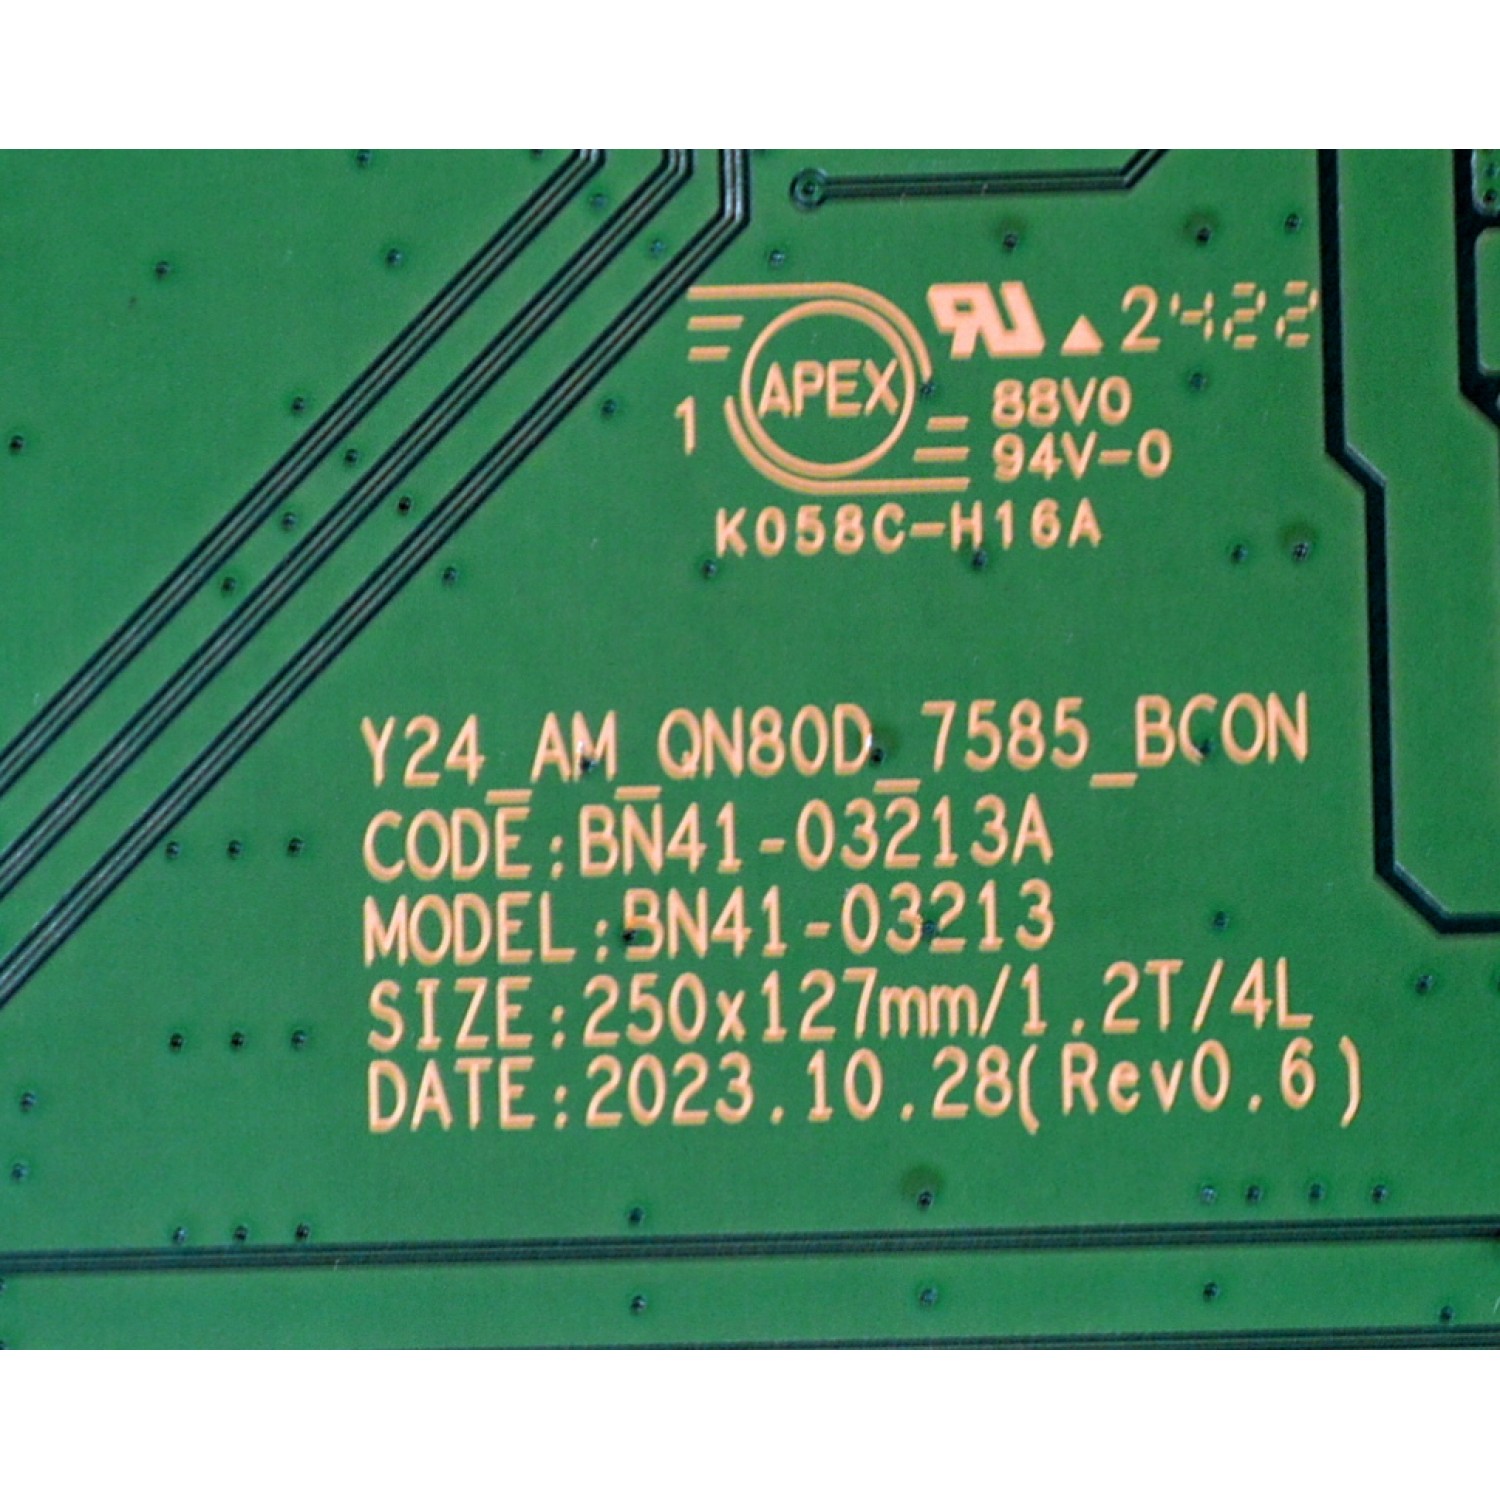 RU ▲ 2422
APEX
88V0
1
94V-0
K058C-H16A
Y24_AM_QN80D_7585_BCON
CODE:BN41-03213A
MODEL:BN41-03213
SIZE:250x127mm/1.2T/4L
DATE:2023.10.28(Rev0.6)